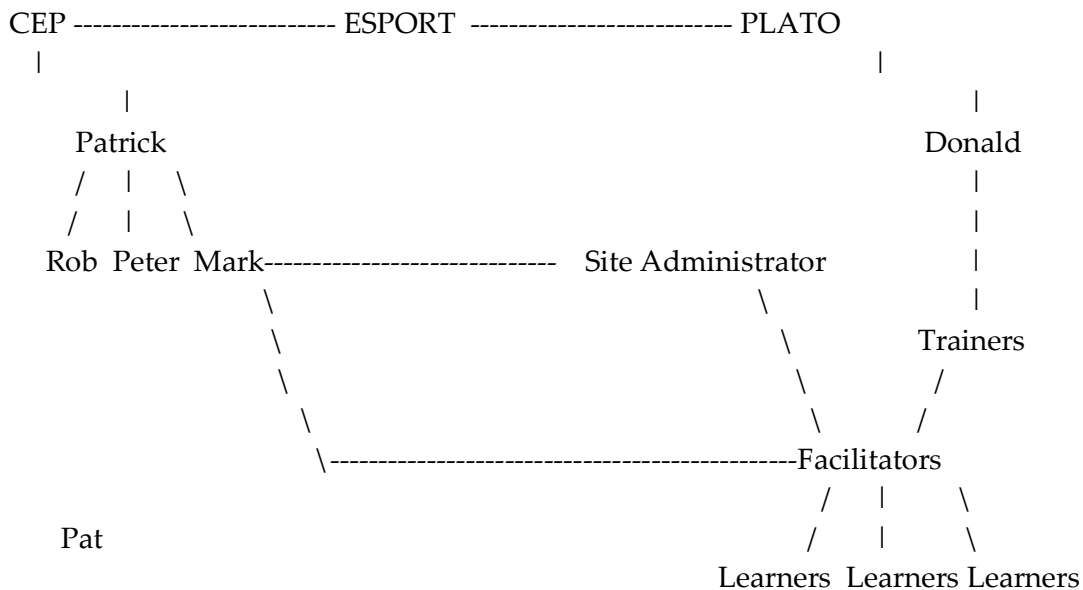 CEP --------------------------- ESPORT --------------------------- PLATO
Patrick Donald
Rob Peter Mark------------------------------ Site Administrator
Trainers
\------------------------------------------------Facilitators
Pat
Learners Learners Learners